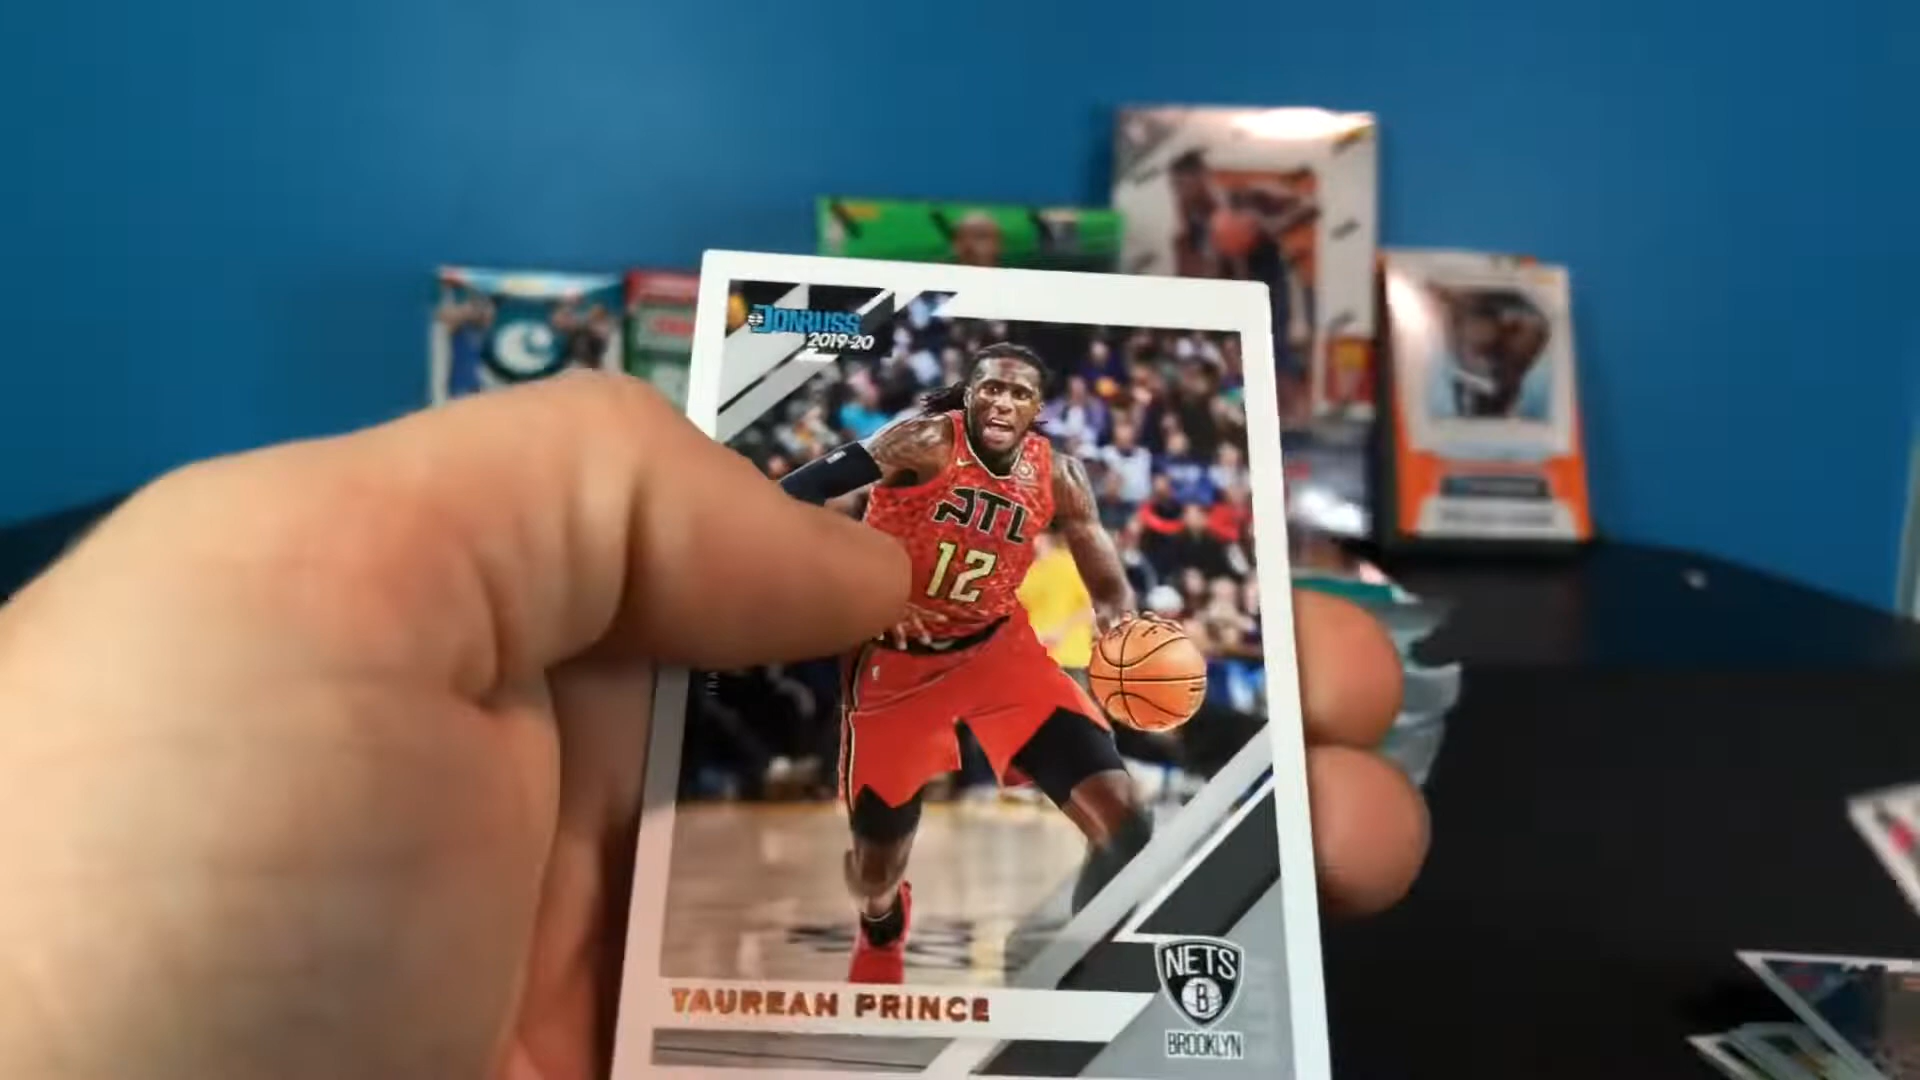 DONRUSS
2019-20
ATL
12
TAUREAN PRINCE
NETS
B
BROOKLYN